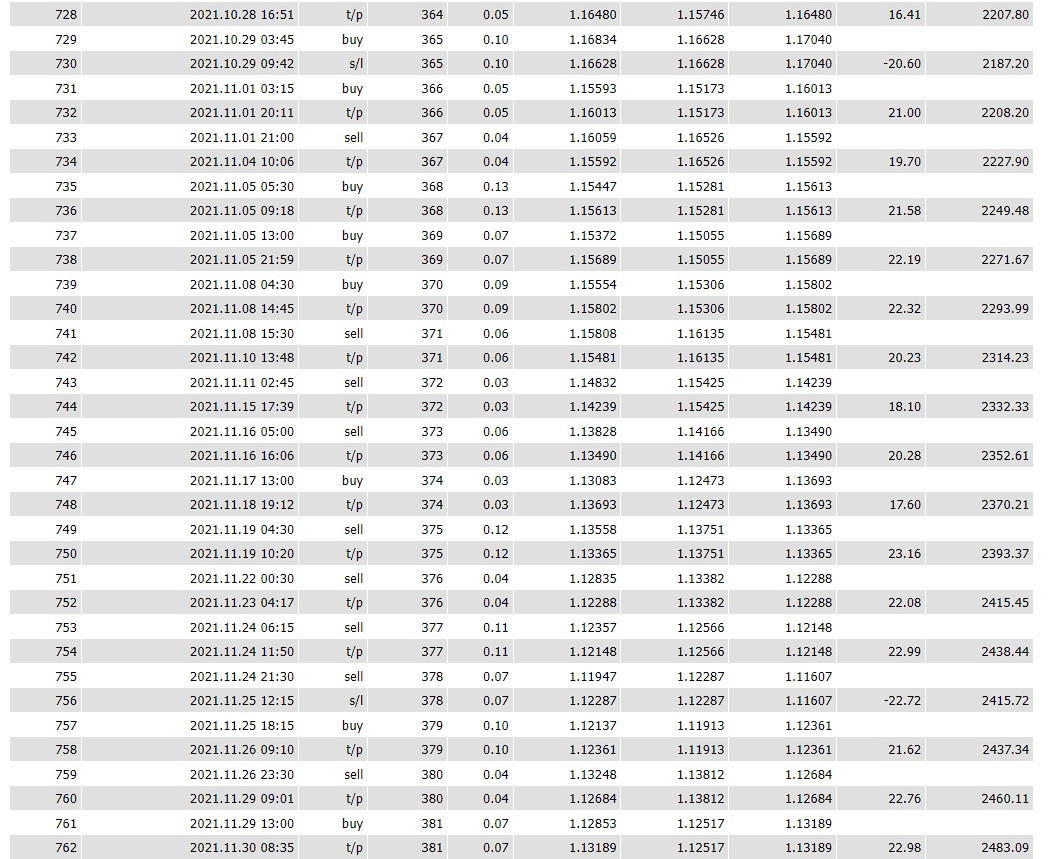 728 2021.10.28 16:51 t/p 364 0.05 1.16480 1.15746 1.16480 16.41 2207.80
729 2021.10.29 03:45 buy 365 0.10 1.16834 1.16628 1.17040
730 2021.10.29 09:42 s/l 365 0.10 1.16628 1.16628 1.17040 -20.60 2187.20
731 2021.11.01 03:15 buy 366 0.05 1.15593 1.15173 1.16013
732 2021.11.01 20:11 t/p 366 0.05 1.16013 1.15173 1.16013 21.00 2208.20
733 2021.11.01 21:00 sell 367 0.04 1.16059 1.16526 1.15592
734 2021.11.04 10:06 t/p 367 0.04 1.15592 1.16526 1.15592 19.70 2227.90
735 2021.11.05 05:30 buy 368 0.13 1.15447 1.15281 1.15613
736 2021.11.05 09:18 t/p 368 0.13 1.15613 1.15281 1.15613 21.58 2249.48
737 2021.11.05 13:00 buy 369 0.07 1.15372 1.15055 1.15689
738 2021.11.05 21:59 t/p 369 0.07 1.15689 1.15055 1.15689 22.19 2271.67
739 2021.11.08 04:30 buy 370 0.09 1.15554 1.15306 1.15802
740 2021.11.08 14:45 t/p 370 0.09 1.15802 1.15306 1.15802 22.32 2293.99
741 2021.11.08 15:30 sell 371 0.06 1.15808 1.16135 1.15481
742 2021.11.10 13:48 t/p 371 0.06 1.15481 1.16135 1.15481 20.23 2314.23
743 2021.11.11 02:45 sell 372 0.03 1.14832 1.15425 1.14239
744 2021.11.15 17:39 t/p 372 0.03 1.14239 1.15425 1.14239 18.10 2332.33
745 2021.11.16 05:00 sell 373 0.06 1.13828 1.14166 1.13490
746 2021.11.16 16:06 t/p 373 0.06 1.13490 1.14166 1.13490 20.28 2352.61
747 2021.11.17 13:00 buy 374 0.03 1.13083 1.12473 1.13693
748 2021.11.18 19:12 t/p 374 0.03 1.13693 1.12473 1.13693 17.60 2370.21
749 2021.11.19 04:30 sell 375 0.12 1.13558 1.13751 1.13365
750 2021.11.19 10:20 t/p 375 0.12 1.13365 1.13751 1.13365 23.16 2393.37
751 2021.11.22 00:30 sell 376 0.04 1.12835 1.13382 1.12288
752 2021.11.23 04:17 t/p 376 0.04 1.12288 1.13382 1.12288 22.08 2415.45
753 2021.11.24 06:15 sell 377 0.11 1.12357 1.12566 1.12148
754 2021.11.24 11:50 t/p 377 0.11 1.12148 1.12566 1.12148 22.99 2438.44
755 2021.11.24 21:30 sell 378 0.07 1.11947 1.12287 1.11607
756 2021.11.25 12:15 s/l 378 0.07 1.12287 1.12287 1.11607 -22.72 2415.72
757 2021.11.25 18:15 buy 379 0.10 1.12137 1.11913 1.12361
758 2021.11.26 09:10 t/p 379 0.10 1.12361 1.11913 1.12361 21.62 2437.34
759 2021.11.26 23:30 sell 380 0.04 1.13248 1.13812 1.12684
760 2021.11.29 09:01 t/p 380 0.04 1.12684 1.13812 1.12684 22.76 2460.11
761 2021.11.29 13:00 buy 381 0.07 1.12853 1.12517 1.13189
762 2021.11.30 08:35 t/p 381 0.07 1.13189 1.12517 1.13189 22.98 2483.09